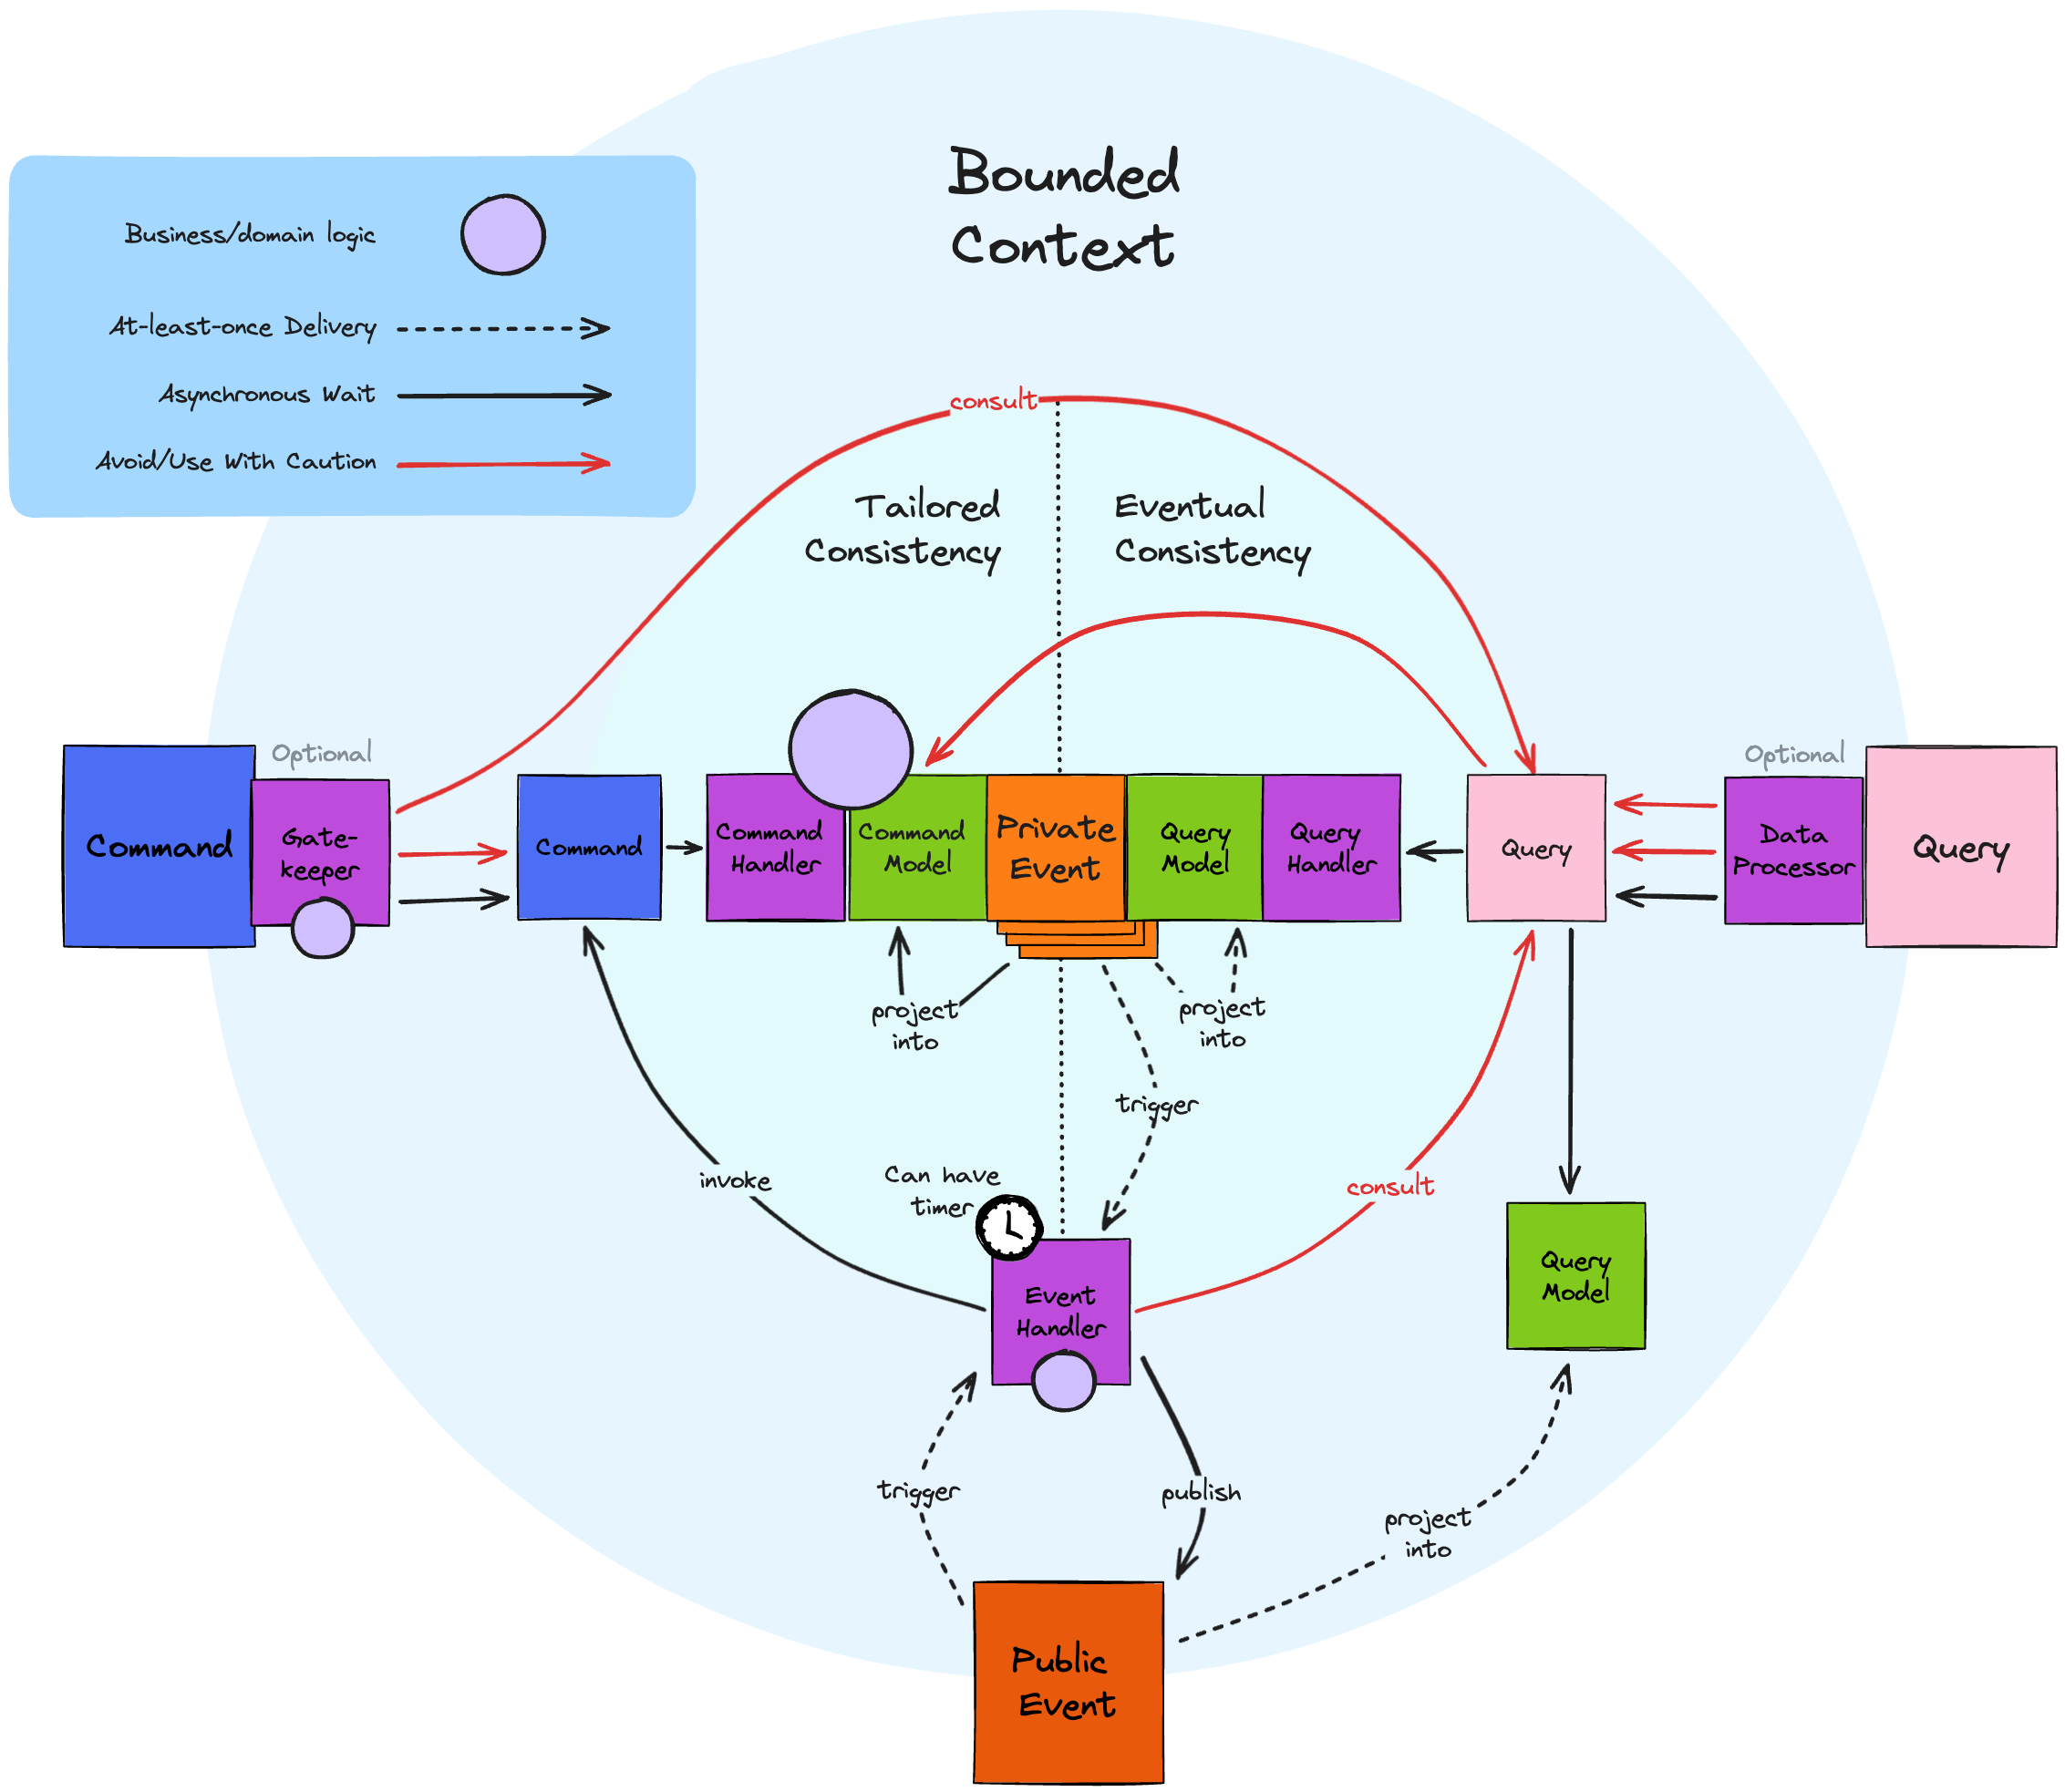 Bounded
Context
Business/domain logic
At-least-once Delivery
Asynchronous Wait
Avoid/Use With Caution
consult
Tailored
Consistency
Eventual
Consistency
Optional
Optional
Command
Gate-
keeper
Command
Command
Handler
Command
Model
Private
Event
Query
Model
Query
Handler
Query
Data
Processor
Query
project
into
project
into
trigger
invoke
Can have
timer
consult
Event
Handler
Query
Model
trigger
publish
project
into
Public
Event